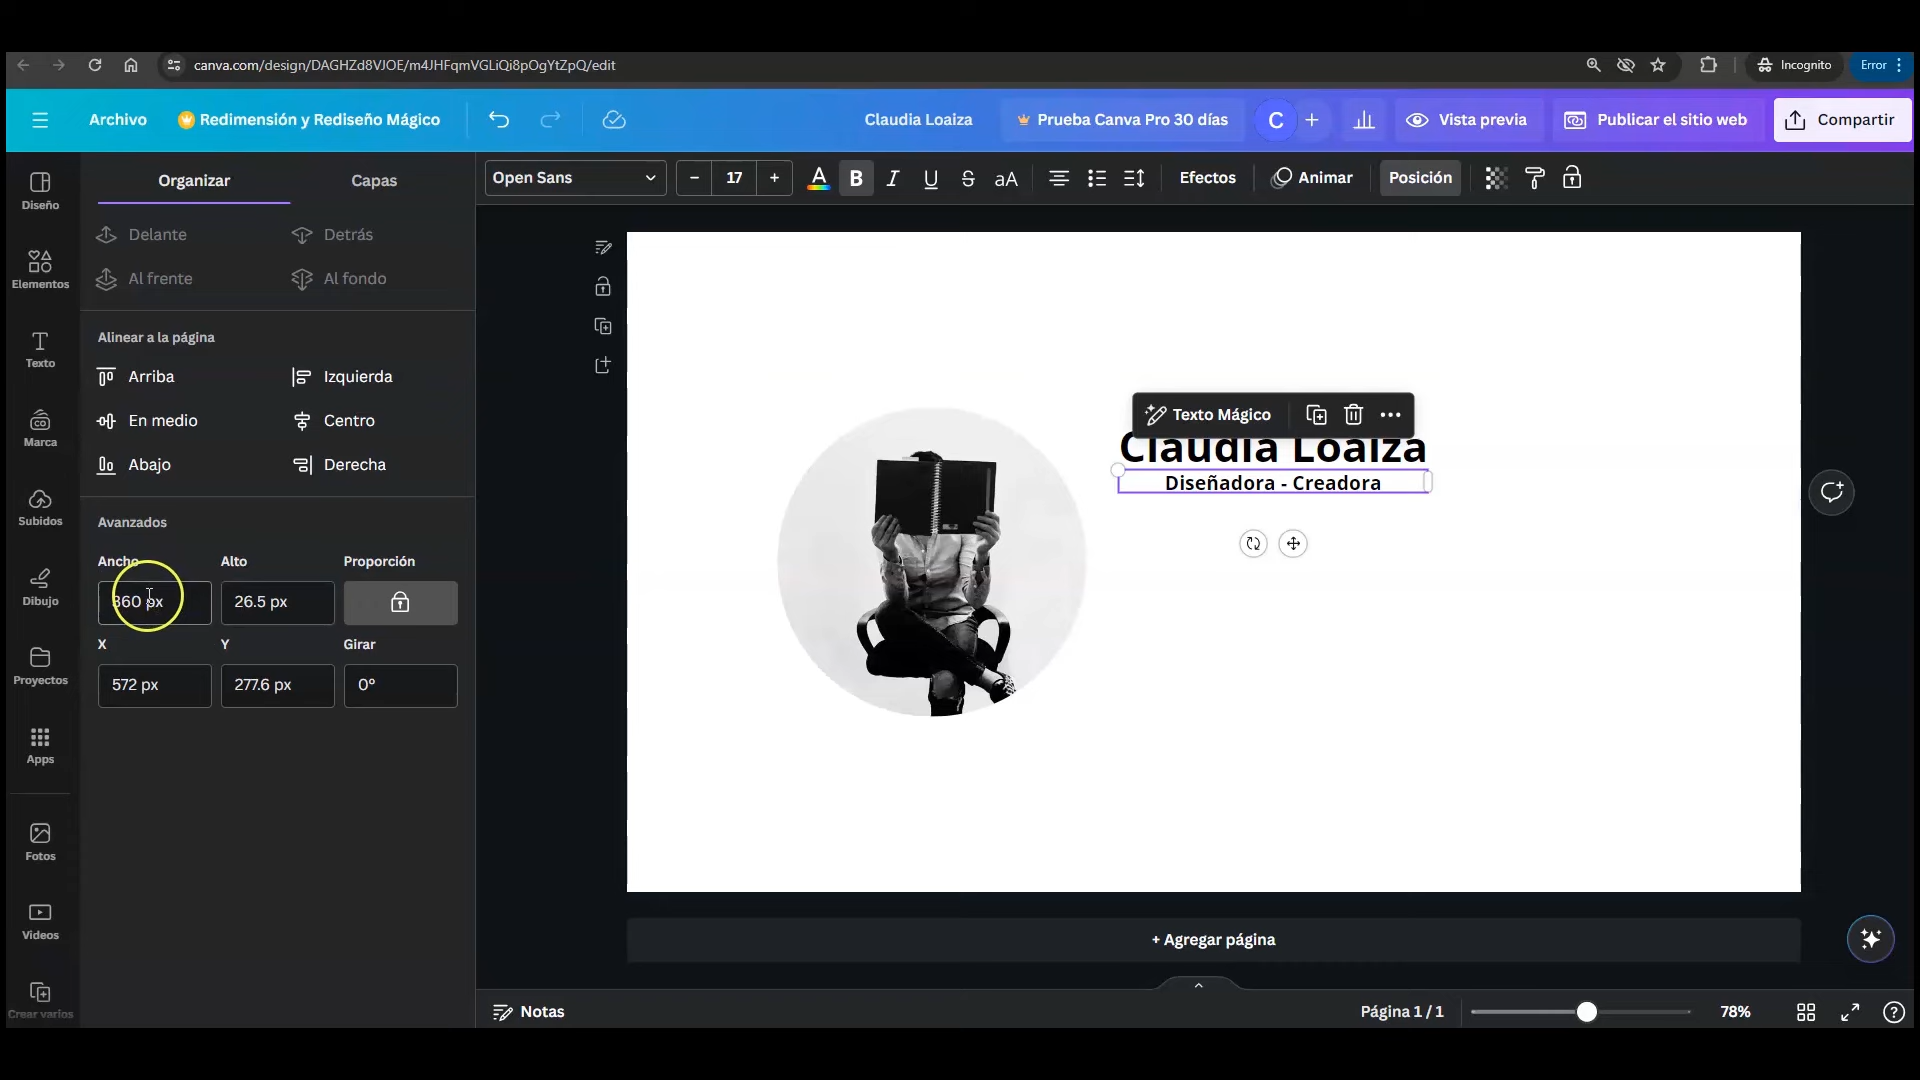 canva.com/design/DAGHZd8VJOE/m4JHFqmVGLiQi8pOgYtZpQ/edit
Incognito
Error
Archivo
Redimensión y Rediseño Mágico
Claudia Loaiza
Prueba Canva Pro 30 días
C
Vista previa
Publicar el sitio web
Compartir
Diseño
Elementos
Texto
Marca
Subidos
Dibujo
Proyectos
Apps
Fotos
Videos
Crear varios
Organizar
Capas
Delante
Detrás
Al frente
Al fondo
Alinear a la página
Arriba
Izquierda
En medio
Centro
Abajo
Derecha
Avanzados
Ancho
Alto
Proporción
360 px
26.5 px
X
Y
Girar
572 px
277.6 px
0°
Open Sans
17
aA
Efectos
Animar
Posición
Texto Mágico
Claudia Loaiza
Diseñadora - Creadora
+ Agregar página
Notas
Página 1 / 1
78%